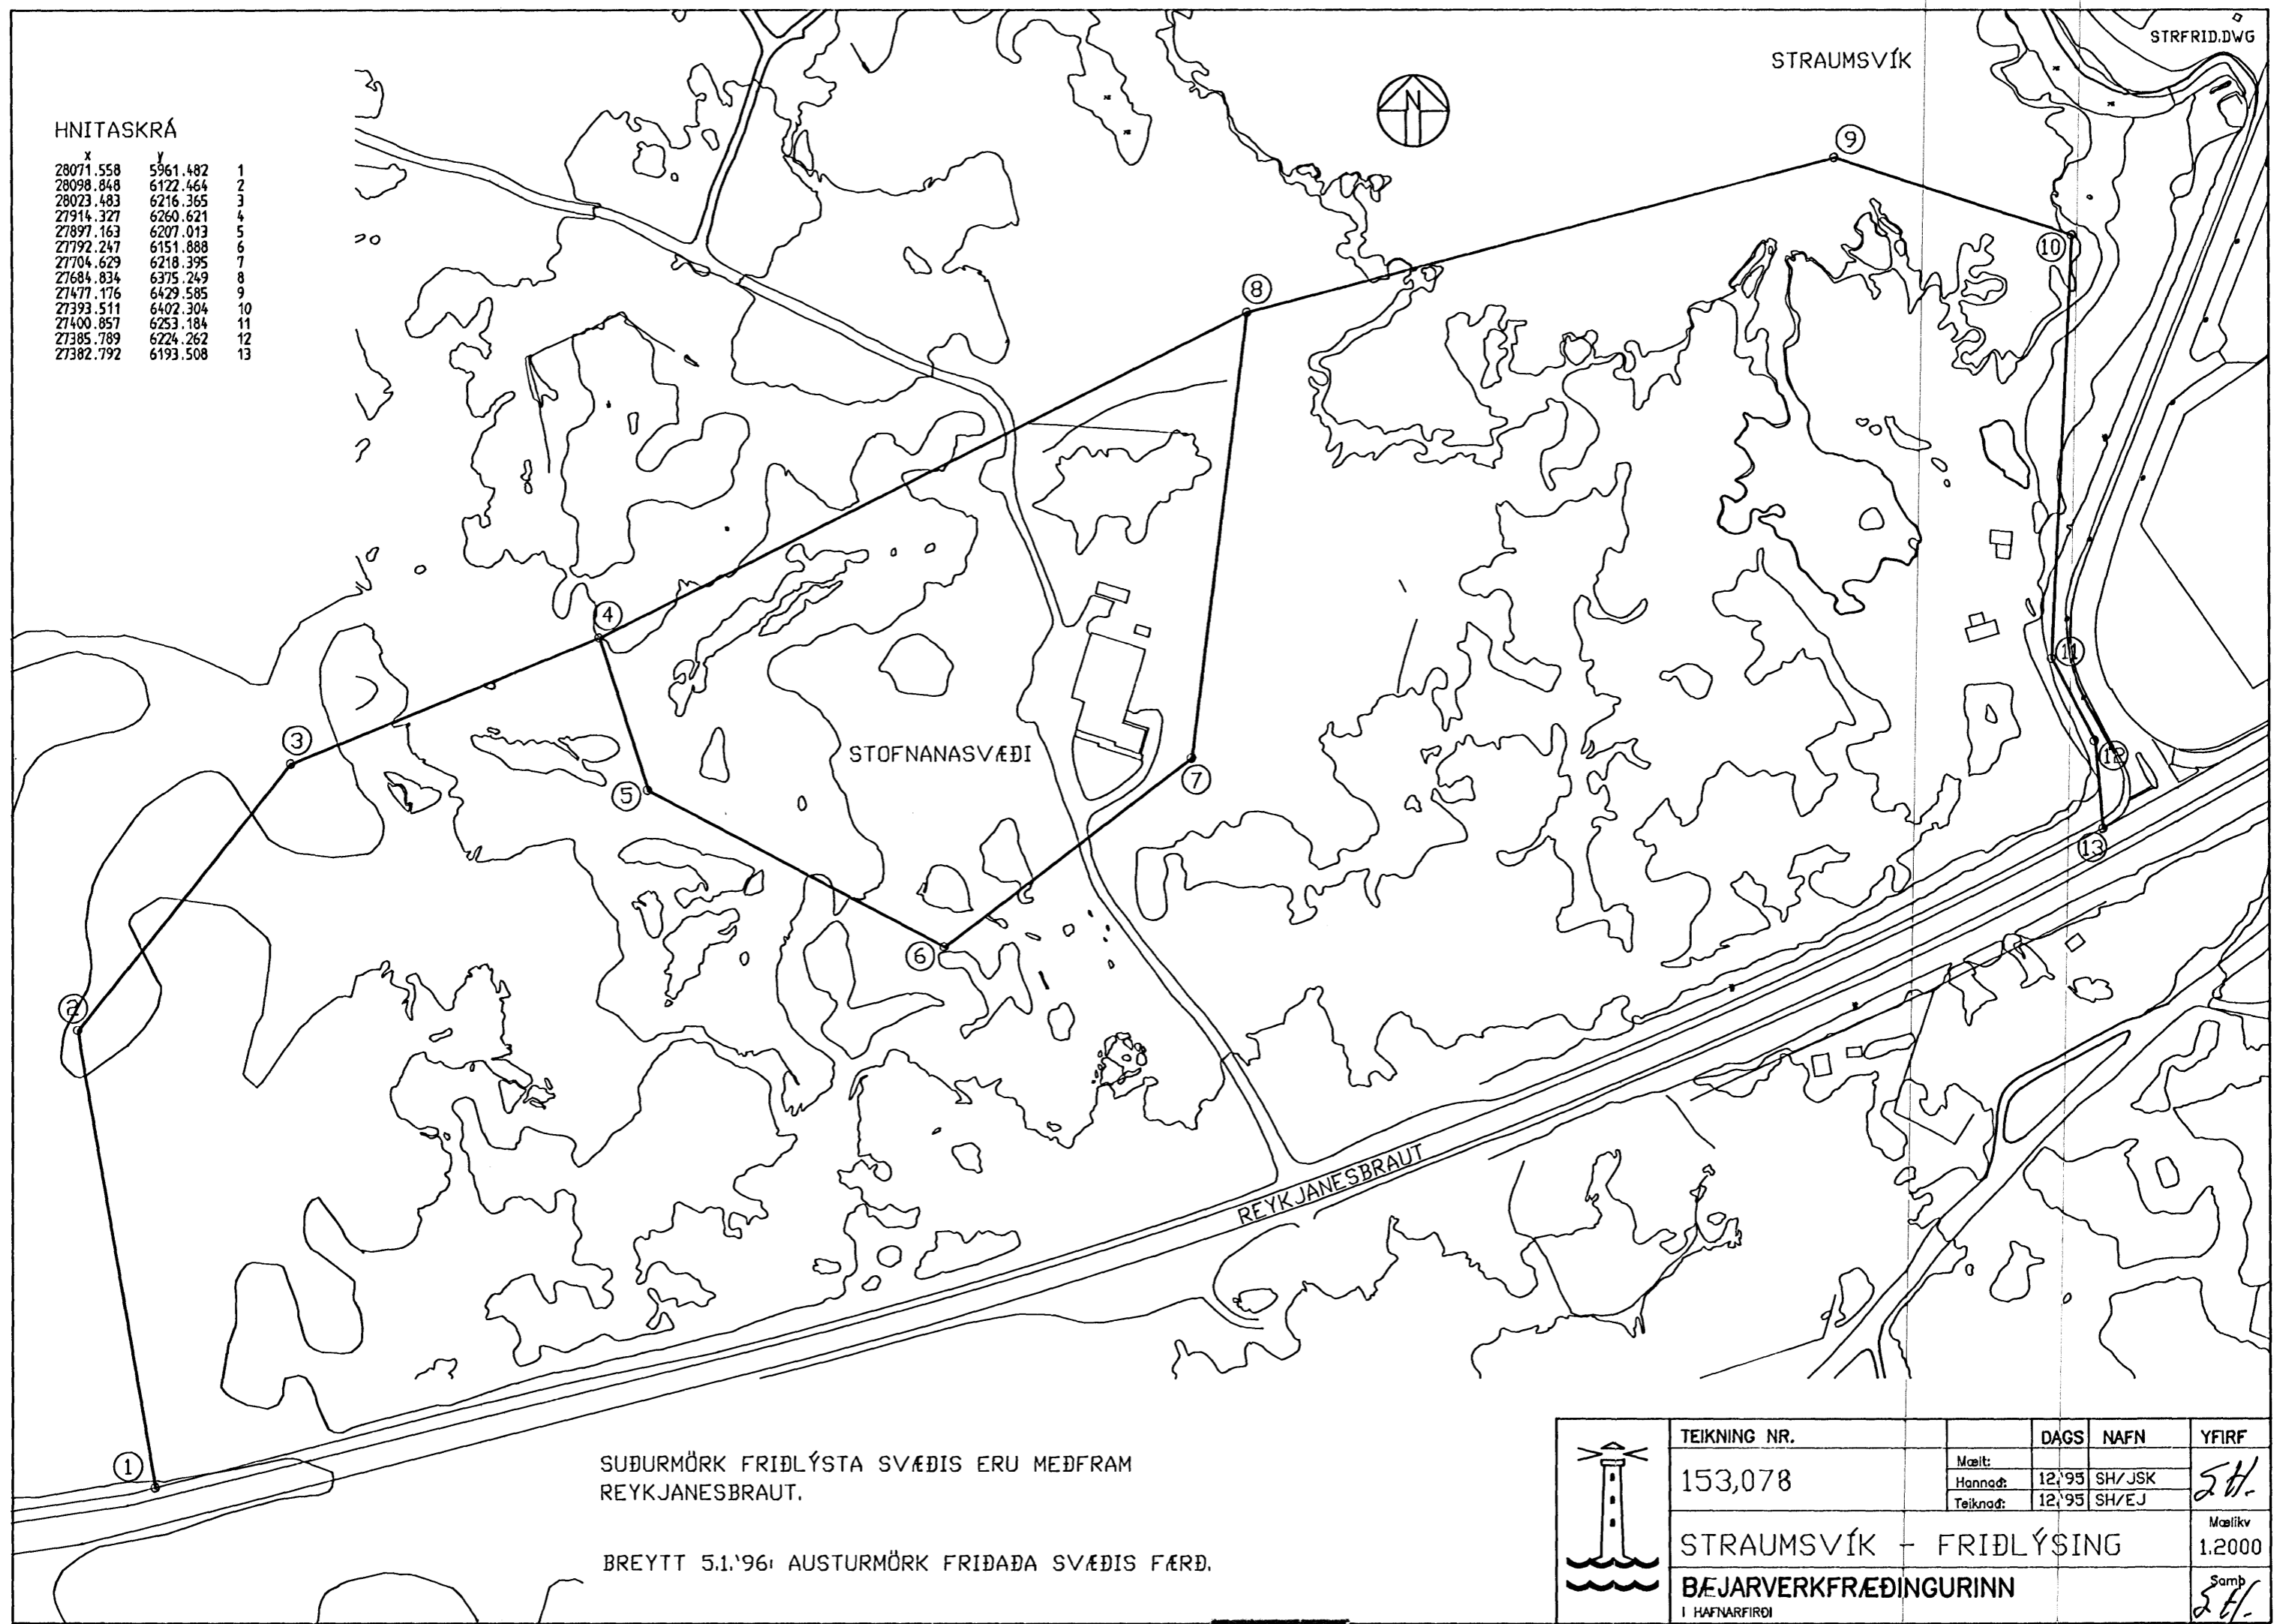 STRFRID.DWG
STRAUMSVÍK
N
HNITASKRÁ
x y
28071.558 5961.482 1
28098.848 6122.464 2
28023.483 6216.365 3
27914.327 6260.621 4
27897.163 6207.013 5
27792.247 6151.888 6
27704.629 6218.395 7
27684.834 6375.249 8
27477.176 6429.585 9
27393.511 6402.304 10
27400.857 6253.184 11
27385.789 6224.262 12
27382.792 6193.508 13
9
10
8
4
11
3
STOFNANASVÆÐI
12
7
5
13
6
2
REYKJANESBRAUT
1
SUÐURMÖRK FRIÐLÝSTA SVÆÐIS ERU MEÐFRAM
REYKJANESBRAUT.
BREYTT 5.1.'96: AUSTURMÖRK FRIÐAÐA SVÆÐIS FÆRÐ.
TEIKNING NR. DAGS NAFN YFIRF
153,078
Mælt:
Hannað: 12.'95 SH/JSK
Teiknað: 12.'95 SH/EJ
S.H.
STRAUMSVÍK - FRIÐLÝSING
Mælikv
1.2000
BÆJARVERKFRÆÐINGURINN
Í HAFNARFIRÐI
Samþ
S.H.